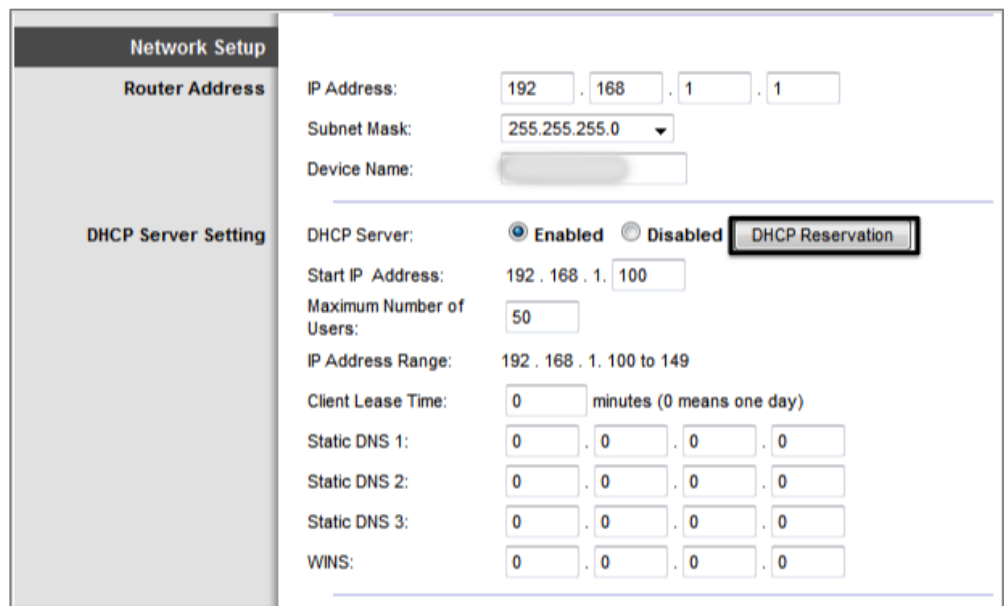 Network Setup
Router Address
IP Address: 192 . 168 . 1 . 1
Subnet Mask: 255.255.255.0
Device Name:
DHCP Server Setting
DHCP Server: Enabled Disabled DHCP Reservation
Start IP Address: 192 . 168 . 1. 100
Maximum Number of
Users: 50
IP Address Range: 192 . 168 . 1. 100 to 149
Client Lease Time: 0 minutes (0 means one day)
Static DNS 1: 0 . 0 . 0 . 0
Static DNS 2: 0 . 0 . 0 . 0
Static DNS 3: 0 . 0 . 0 . 0
WINS: 0 . 0 . 0 . 0